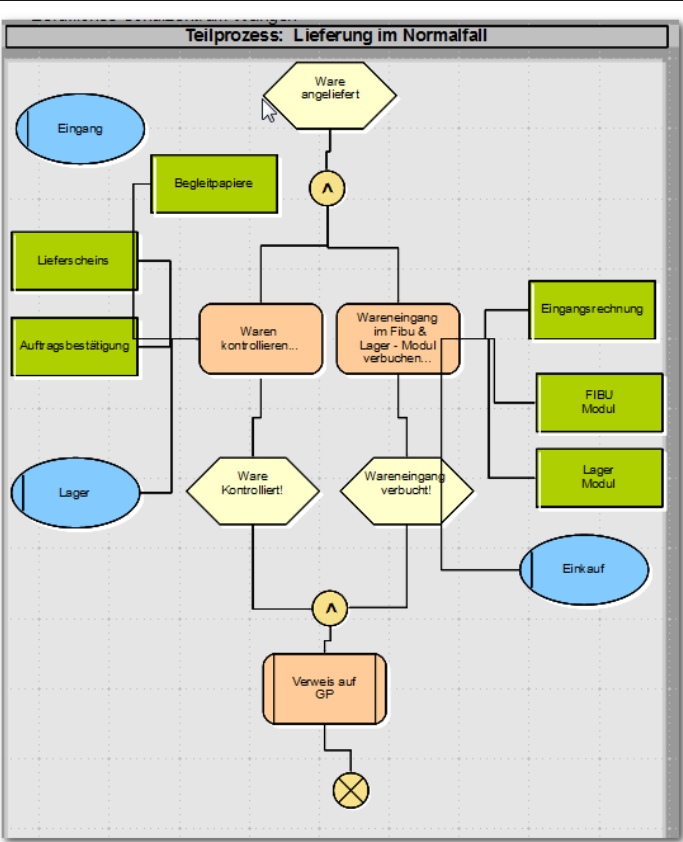 Teilprozess: Lieferung im Normalfall
Ware
angeliefert
Eingang
Begleitpapiere
ʌ
Lieferscheins
Auftragsbestätigung
Waren
kontrollieren...
Wareneingang
im Fibu &
Lager - Modul
verbuchen...
Eingangsrechnung
FIBU
Modul
Lager
Modul
Lager
Ware
Kontrolliert!
Wareneingang
verbucht!
Einkauf
ʌ
Verweis auf
GP